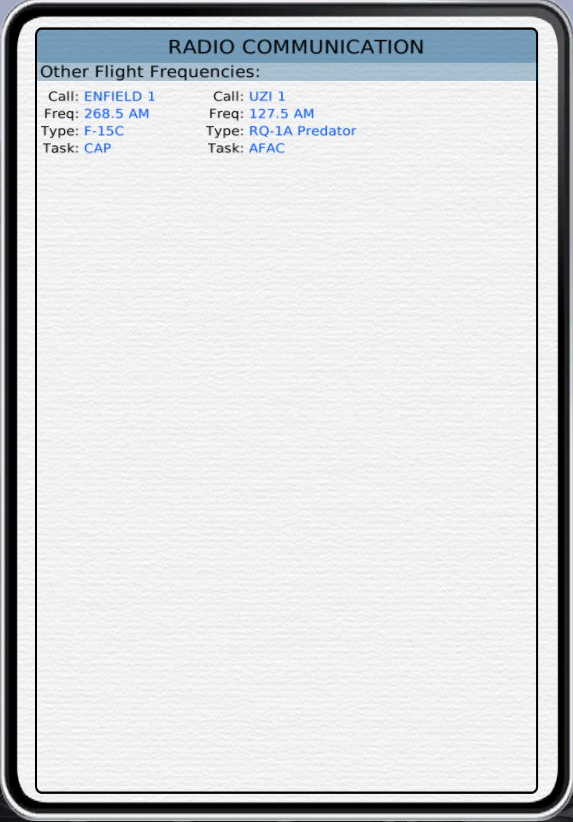 RADIO COMMUNICATION
Other Flight Frequencies:
Call: ENFIELD 1
Freq: 268.5 AM
Type: F-15C
Task: CAP
Call: UZI 1
Freq: 127.5 AM
Type: RQ-1A Predator
Task: AFAC